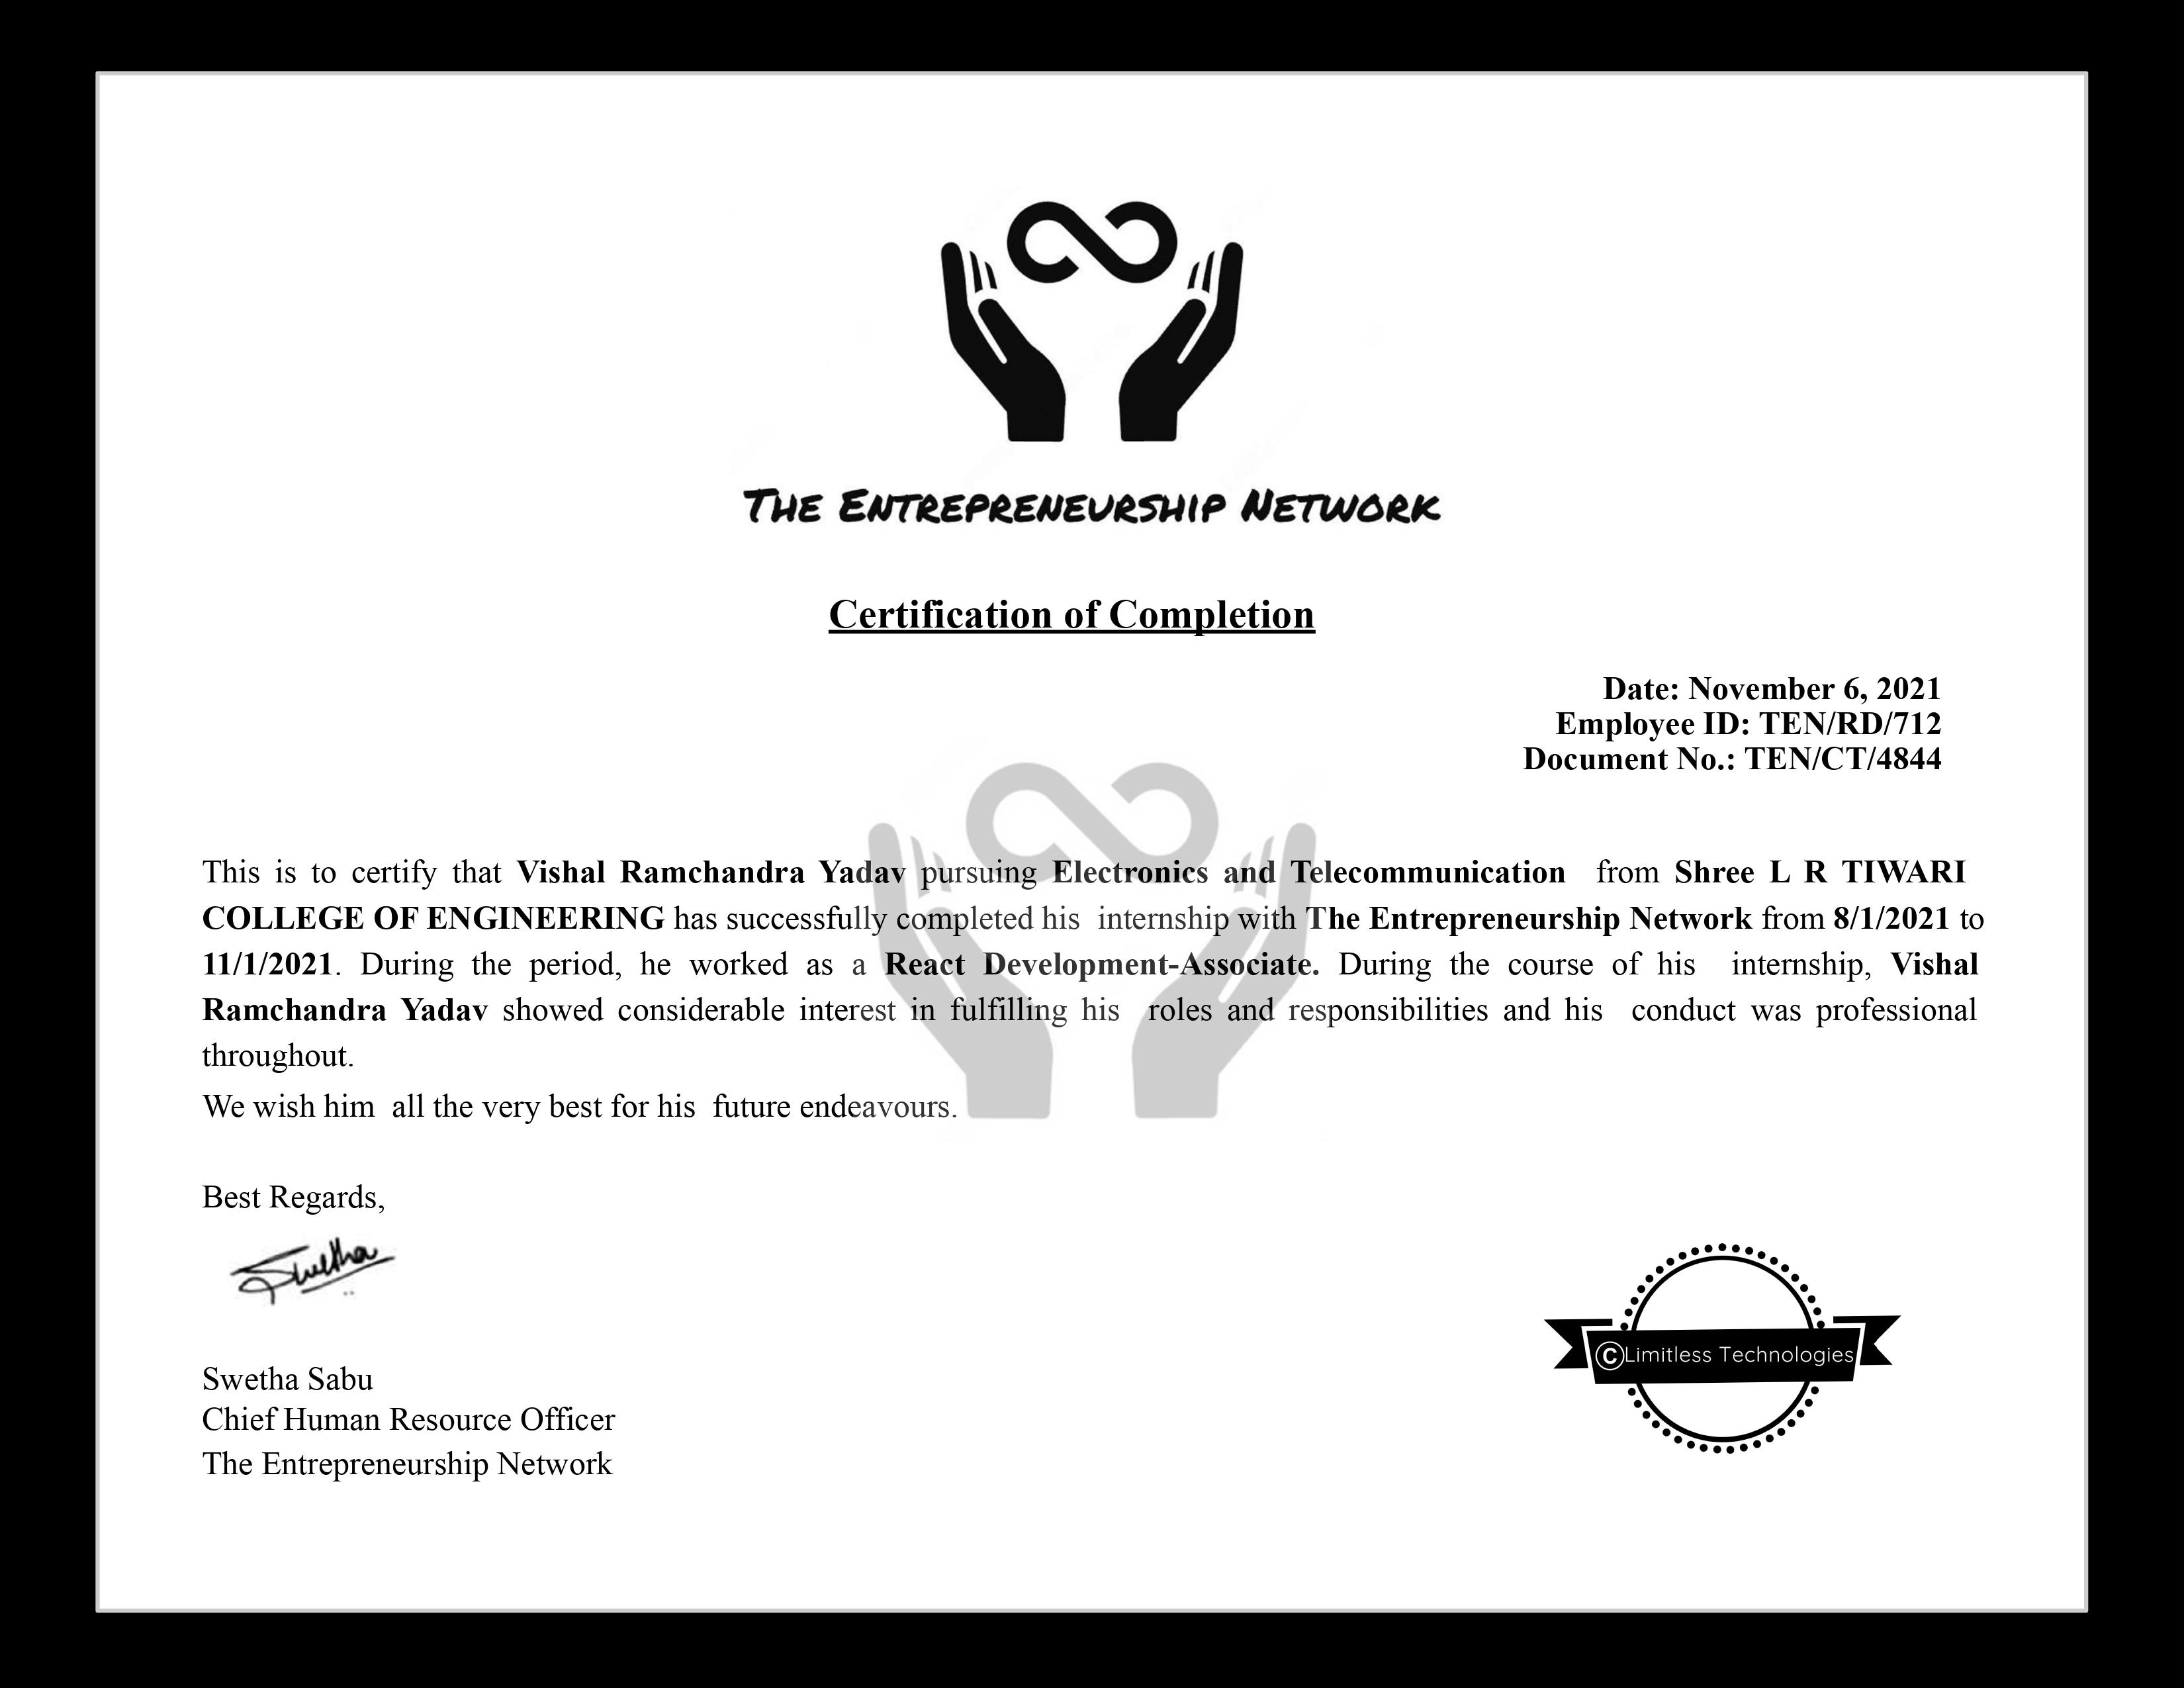 THE ENTREPRENEURSHIP NETWORK
Certification of Completion
Date: November 6, 2021
Employee ID: TEN/RD/712
Document No.: TEN/CT/4844
This is to certify that Vishal Ramchandra Yadav pursuing Electronics and Telecommunication from Shree L R TIWARI
COLLEGE OF ENGINEERING has successfully completed his internship with The Entrepreneurship Network from 8/1/2021 to
11/1/2021. During the period, he worked as a React Development-Associate. During the course of his internship, Vishal
Ramchandra Yadav showed considerable interest in fulfilling his roles and responsibilities and his conduct was professional
throughout.
We wish him all the very best for his future endeavours.
Best Regards,
Swetha
Swetha Sabu
Chief Human Resource Officer
The Entrepreneurship Network
©Limitless Technologies